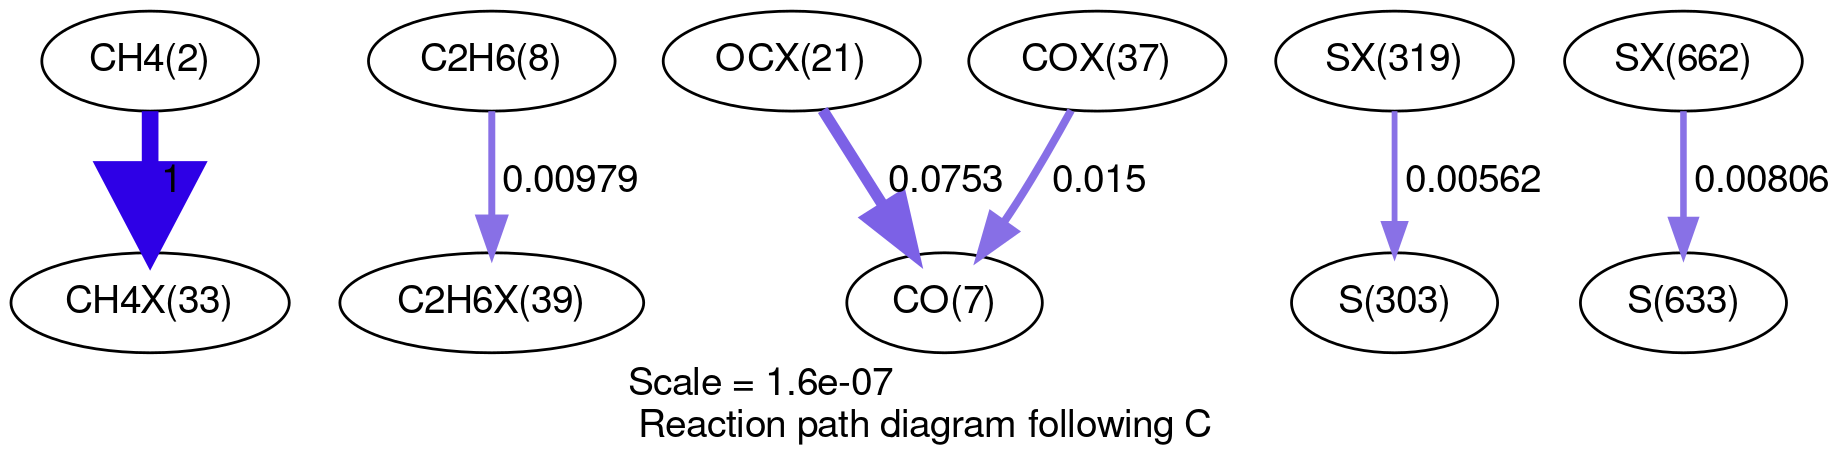 CH4(2) C2H6(8) OCX(21) COX(37) SX(319) SX(662)
1 0.00979 0.0753 0.015 0.00562 0.00806
CH4X(33) C2H6X(39) CO(7) S(303) S(633)
Scale = 1.6e-07
Reaction path diagram following C